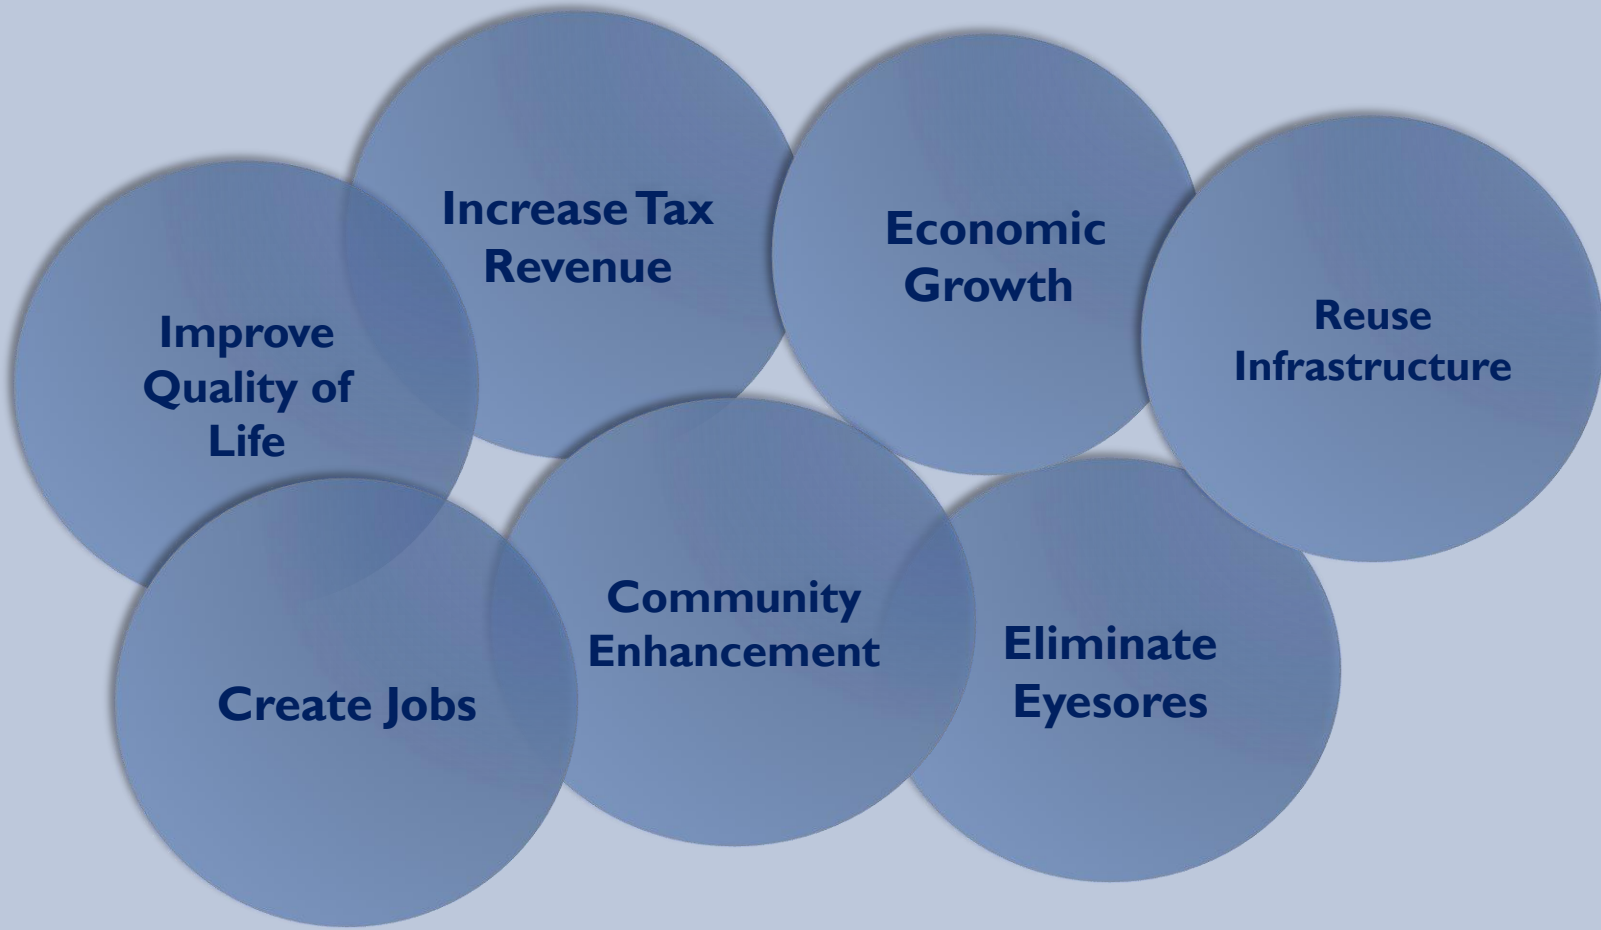 Increase Tax
Revenue
Economic
Growth
Reuse
Infrastructure
Improve
Quality of
Life
Community
Enhancement
Eliminate
Eyesores
Create Jobs